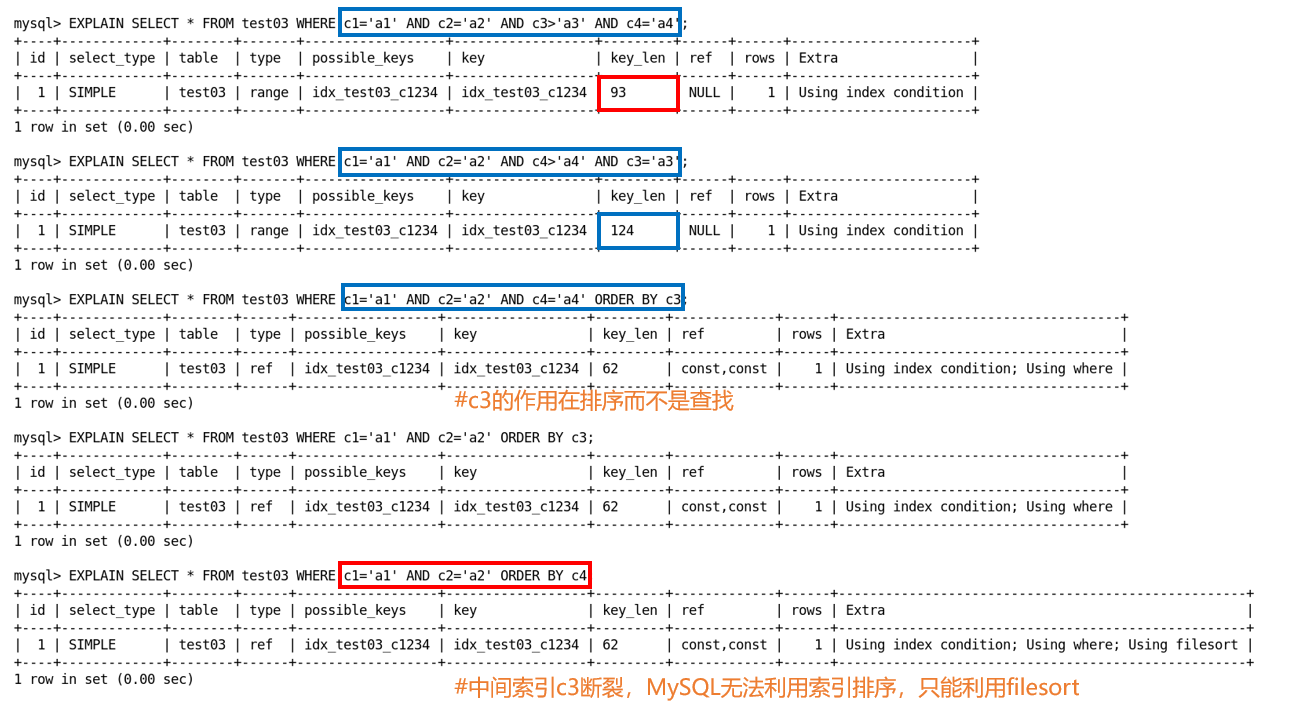 mysql> EXPLAIN SELECT * FROM test03 WHERE c1='a1' AND c2='a2' AND c3>'a3' AND c4='a4';
+----+-------------+--------+-------+------------------+------------------+---------+------+------+-----------------------+
| id | select_type | table | type | possible_keys | key | key_len | ref | rows | Extra |
+----+-------------+--------+-------+------------------+------------------+---------+------+------+-----------------------+
| 1 | SIMPLE | test03 | range | idx_test03_c1234 | idx_test03_c1234 | 93 | NULL | 1 | Using index condition |
+----+-------------+--------+-------+------------------+------------------+---------+------+------+-----------------------+
1 row in set (0.00 sec)
mysql> EXPLAIN SELECT * FROM test03 WHERE c1='a1' AND c2='a2' AND c4>'a4' AND c3='a3';
+----+-------------+--------+-------+------------------+------------------+---------+------+------+-----------------------+
| id | select_type | table | type | possible_keys | key | key_len | ref | rows | Extra |
+----+-------------+--------+-------+------------------+------------------+---------+------+------+-----------------------+
| 1 | SIMPLE | test03 | range | idx_test03_c1234 | idx_test03_c1234 | 124 | NULL | 1 | Using index condition |
+----+-------------+--------+-------+------------------+------------------+---------+------+------+-----------------------+
1 row in set (0.00 sec)
mysql> EXPLAIN SELECT * FROM test03 WHERE c1='a1' AND c2='a2' AND c4='a4' ORDER BY c3;
+----+-------------+--------+------+------------------+------------------+---------+-------------+------+------------------------------------+
| id | select_type | table | type | possible_keys | key | key_len | ref | rows | Extra |
+----+-------------+--------+------+------------------+------------------+---------+-------------+------+------------------------------------+
| 1 | SIMPLE | test03 | ref | idx_test03_c1234 | idx_test03_c1234 | 62 | const,const | 1 | Using index condition; Using where |
+----+-------------+--------+------+------------------+------------------+---------+-------------+------+------------------------------------+
1 row in set (0.00 sec)
#c3的作用在排序而不是查找
mysql> EXPLAIN SELECT * FROM test03 WHERE c1='a1' AND c2='a2' ORDER BY c3;
+----+-------------+--------+------+------------------+------------------+---------+-------------+------+------------------------------------+
| id | select_type | table | type | possible_keys | key | key_len | ref | rows | Extra |
+----+-------------+--------+------+------------------+------------------+---------+-------------+------+------------------------------------+
| 1 | SIMPLE | test03 | ref | idx_test03_c1234 | idx_test03_c1234 | 62 | const,const | 1 | Using index condition; Using where |
+----+-------------+--------+------+------------------+------------------+---------+-------------+------+------------------------------------+
1 row in set (0.00 sec)
mysql> EXPLAIN SELECT * FROM test03 WHERE c1='a1' AND c2='a2' ORDER BY c4
+----+-------------+--------+------+------------------+------------------+---------+-------------+------+----------------------------------------------------+
| id | select_type | table | type | possible_keys | key | key_len | ref | rows | Extra |
+----+-------------+--------+------+------------------+------------------+---------+-------------+------+----------------------------------------------------+
| 1 | SIMPLE | test03 | ref | idx_test03_c1234 | idx_test03_c1234 | 62 | const,const | 1 | Using index condition; Using where; Using filesort |
+----+-------------+--------+------+------------------+------------------+---------+-------------+------+----------------------------------------------------+
1 row in set (0.00 sec)
#中间索引c3断裂，MySQL无法利用索引排序，只能利用filesort